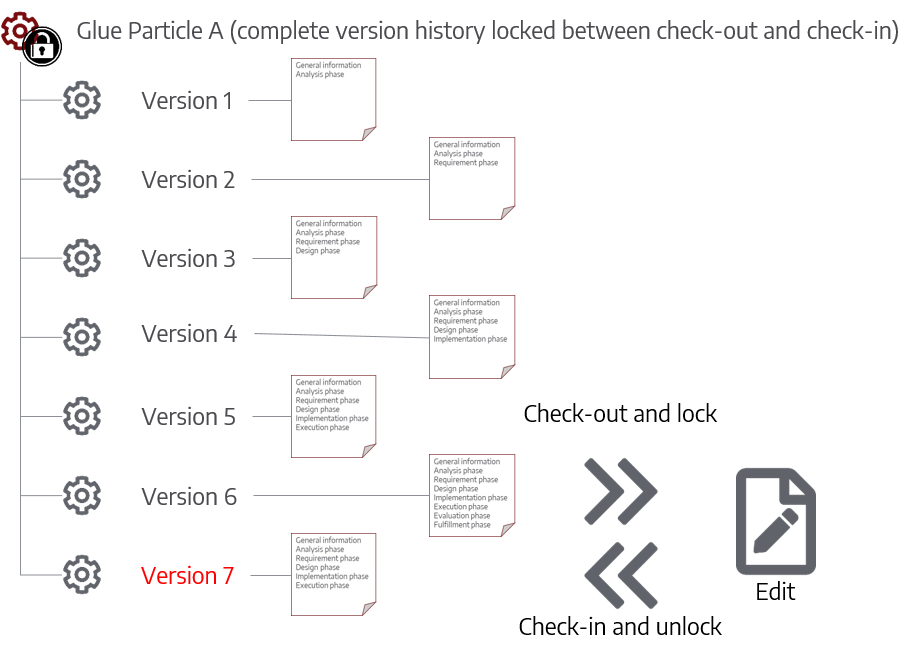 Glue Particle A (complete version history locked between check-out and check-in)
Version 1
General information
Analysis phase
Version 2
General information
Analysis phase
Requirement phase
Version 3
General information
Analysis phase
Requirement phase
Design phase
Version 4
General information
Analysis phase
Requirement phase
Design phase
Implementation phase
Version 5
General information
Analysis phase
Requirement phase
Design phase
Implementation phase
Execution phase
Version 6
General information
Analysis phase
Requirement phase
Design phase
Implementation phase
Execution phase
Evaluation phase
Fulfillment phase
Version 7
General information
Analysis phase
Requirement phase
Design phase
Implementation phase
Execution phase
Check-out and lock
Edit
Check-in and unlock